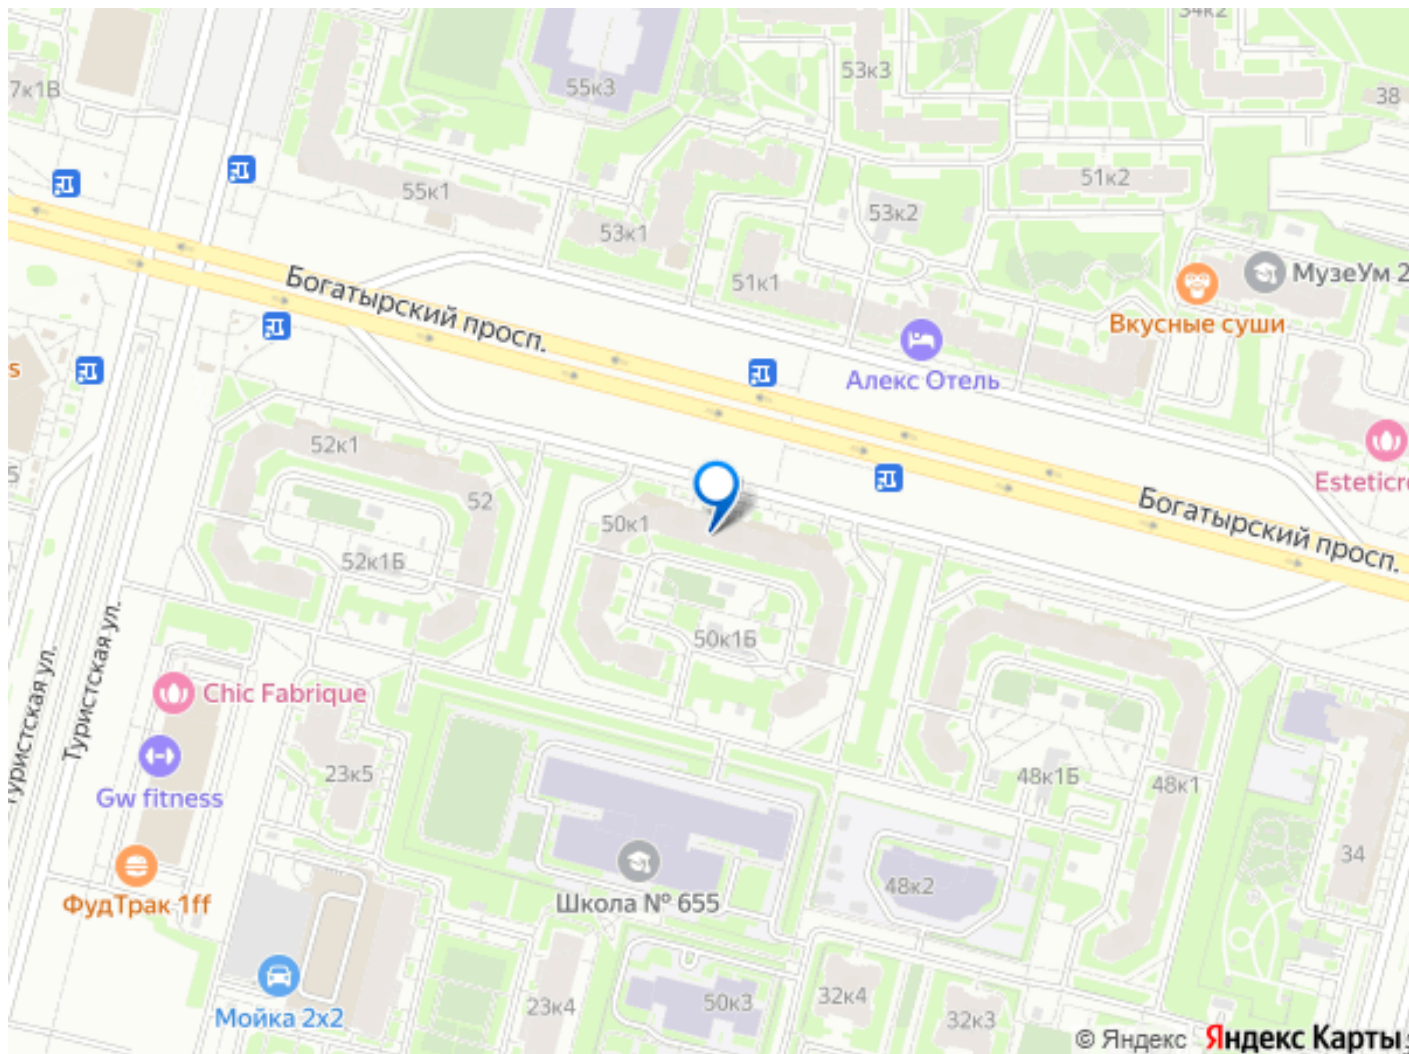 34к2
53к3
55к3
7к1В
38
51к2
55к1
53к2
53к1
МузеУм 2
51к1
Богатырский просп.
Вкусные суши
s
Алекс Отель
52к1
5
Esteticr
52
50к1
Богатырский просп.
52к1Б
50к1Б
Туристская ул.
Туристская ул.
Chic Fabrique
23к5
48к1Б
48к1
Gw fitness
34
Школа № 655
48к2
ФудТрак 1ff
Мойка 2х2
23к4
50к3
32к4
32к3
© Яндекс Яндекс Карты